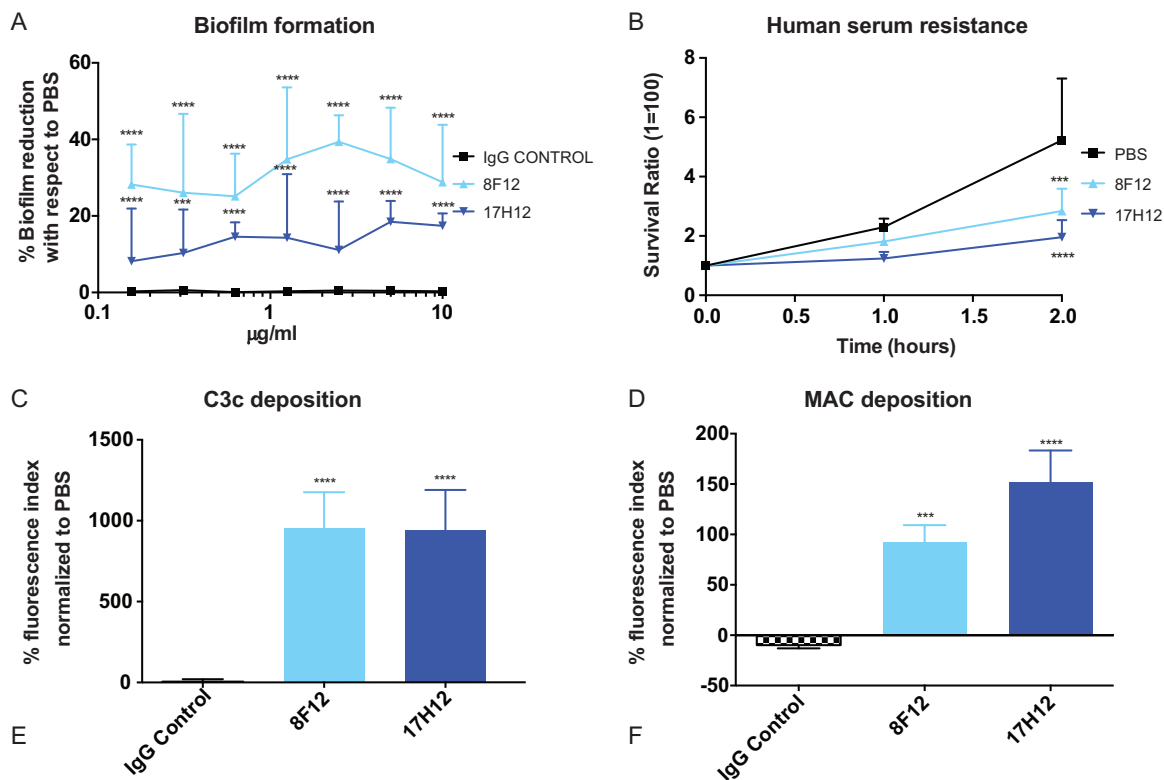 A
Biofilm formation
% Biofilm reduction
with respect to PBS
60
40
20
0
0.1
1
10
µg/ml
****
****
****
****
****
****
****
****
***
****
****
****
****
****
IgG CONTROL
8F12
17H12
B
Human serum resistance
Survival Ratio (1=100)
8
6
4
2
0
0.0
0.5
1.0
1.5
2.0
Time (hours)
***
****
PBS
8F12
17H12
C
C3c deposition
% fluorescence index
normalized to PBS
1500
1000
500
0
****
****
IgG Control
8F12
17H12
D
MAC deposition
% fluorescence index
normalized to PBS
200
150
100
50
0
-50
***
****
IgG Control
8F12
17H12
E
F